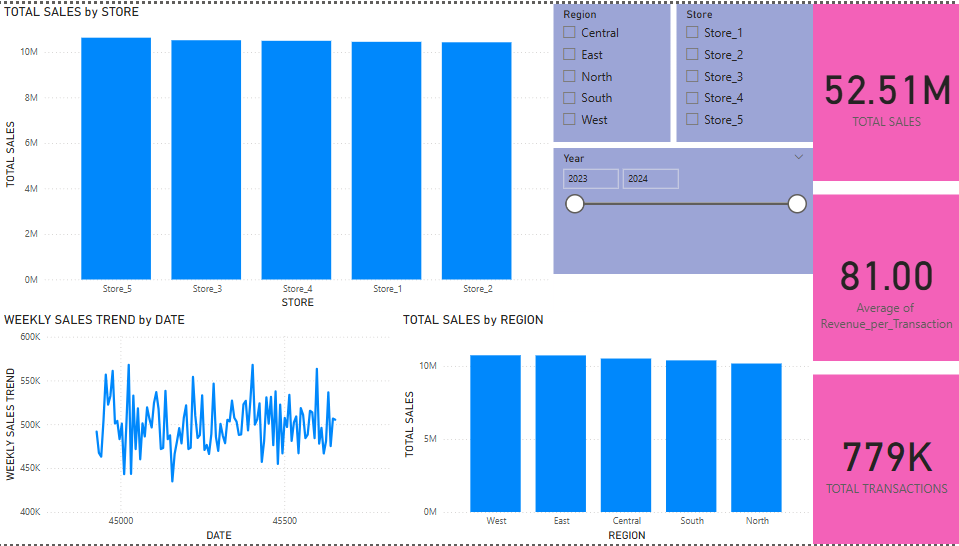 TOTAL SALES by STORE
TOTAL SALES
10M
8M
6M
4M
2M
0M
Store_5
Store_3
Store_4
Store_1
Store_2
STORE
Region
Central
East
North
South
West
Store
Store_1
Store_2
Store_3
Store_4
Store_5
Year
2023
2024
52.51M
TOTAL SALES
81.00
Average of
Revenue_per_Transaction
779K
TOTAL TRANSACTIONS
WEEKLY SALES TREND by DATE
WEEKLY SALES TREND
600K
550K
500K
450K
400K
45000
45500
DATE
TOTAL SALES by REGION
TOTAL SALES
10M
5M
0M
West
East
Central
South
North
REGION